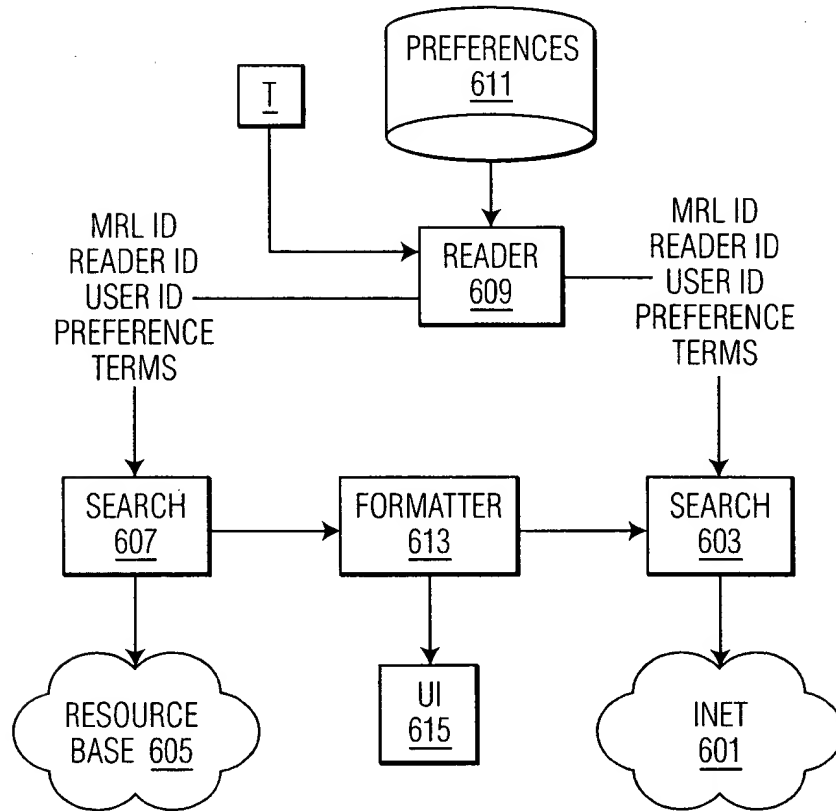 PREFERENCES
611
T
MRL ID
READER ID
USER ID
PREFERENCE
TERMS
READER
609
MRL ID
READER ID
USER ID
PREFERENCE
TERMS
SEARCH
607
FORMATTER
613
SEARCH
603
RESOURCE
BASE 605
UI
615
INET
601